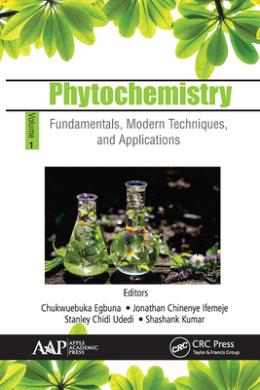 Phytochemistry
Volume 1
Fundamentals, Modern Techniques,
and Applications
Editors
Chukwuebuka Egbuna • Jonathan Chinenye Ifemeje
Stanley Chidi Udedi • Shashank Kumar
AAP APPLE ACADEMIC PRESS
CRC Press
Taylor & Francis Group